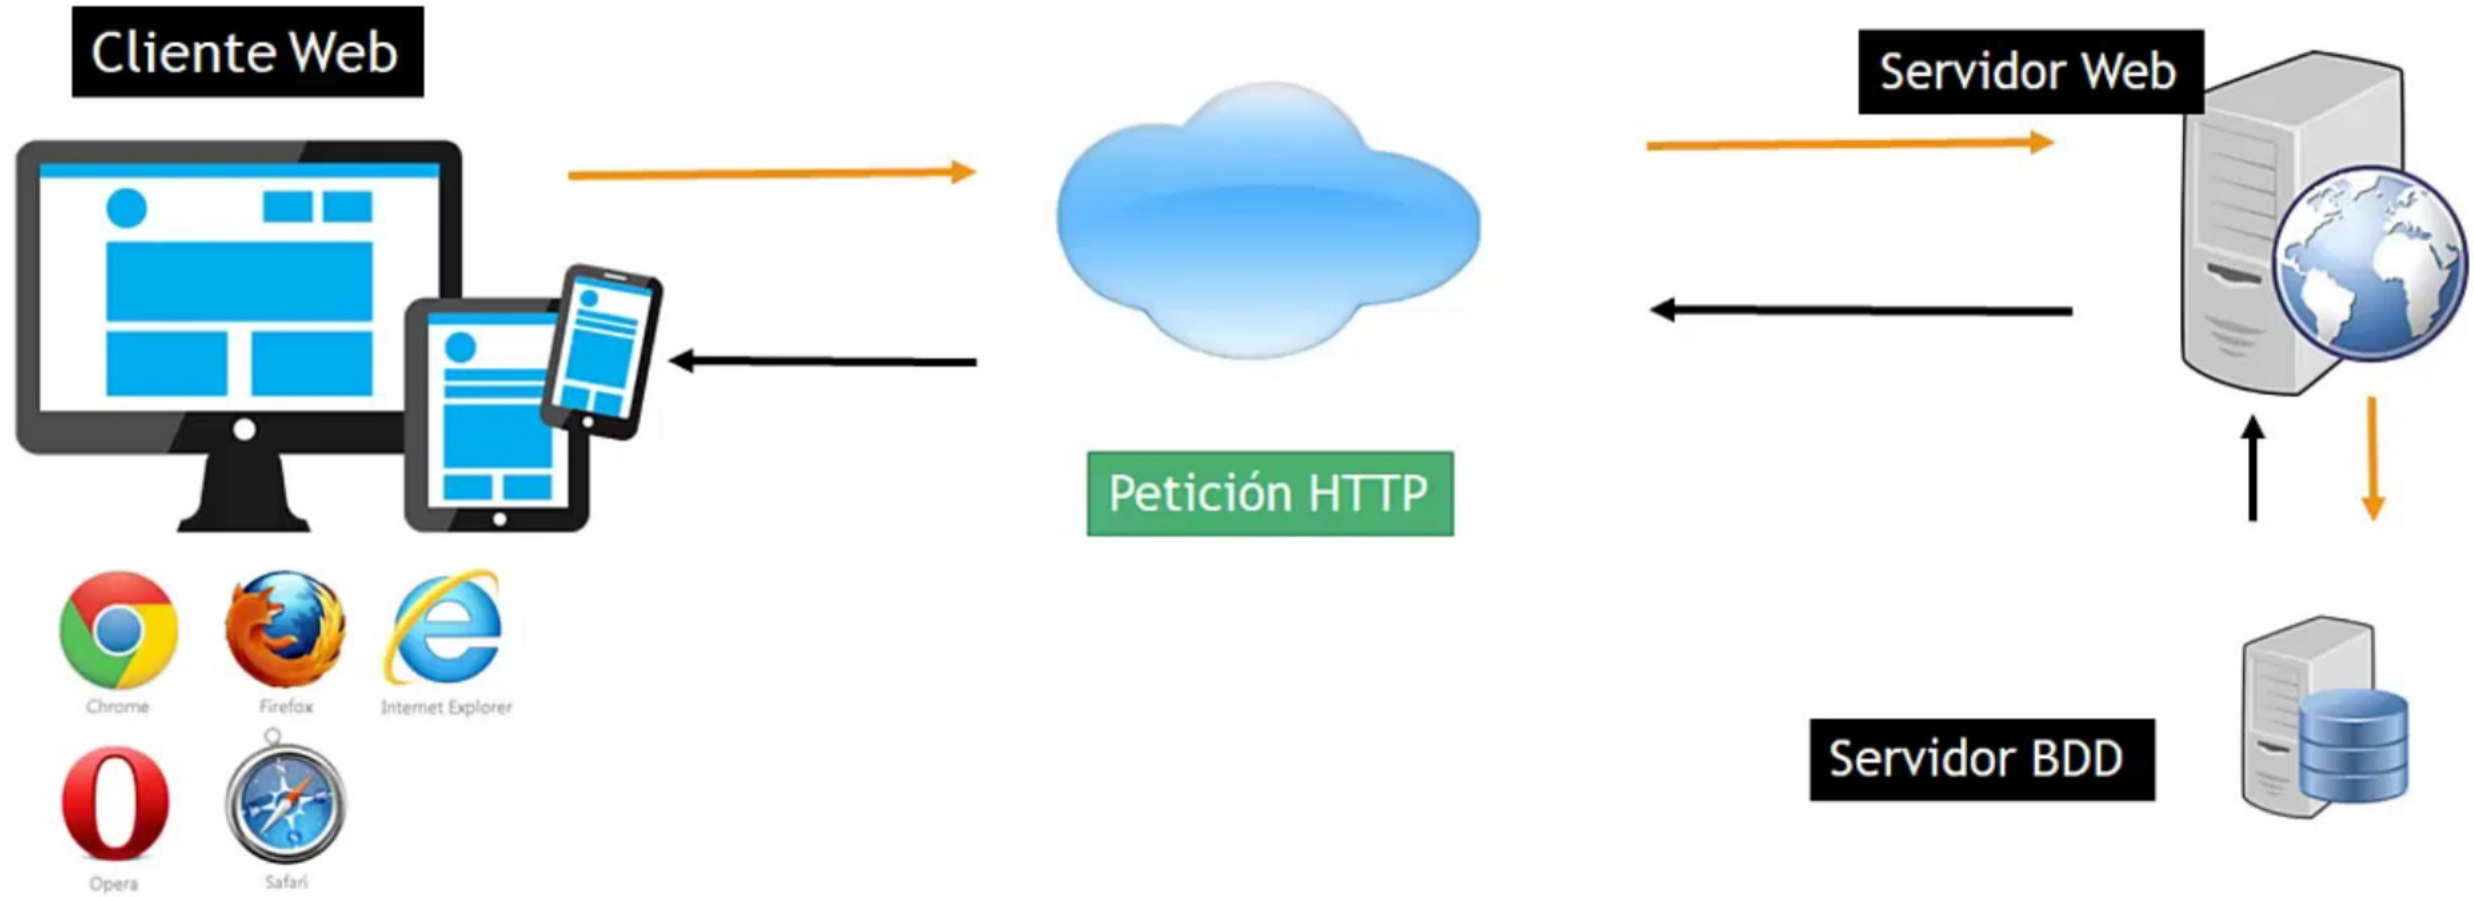 Cliente Web
Servidor Web
Petición HTTP
Chrome
Firefox
Internet Explorer
Servidor BDD
Opera
Safari